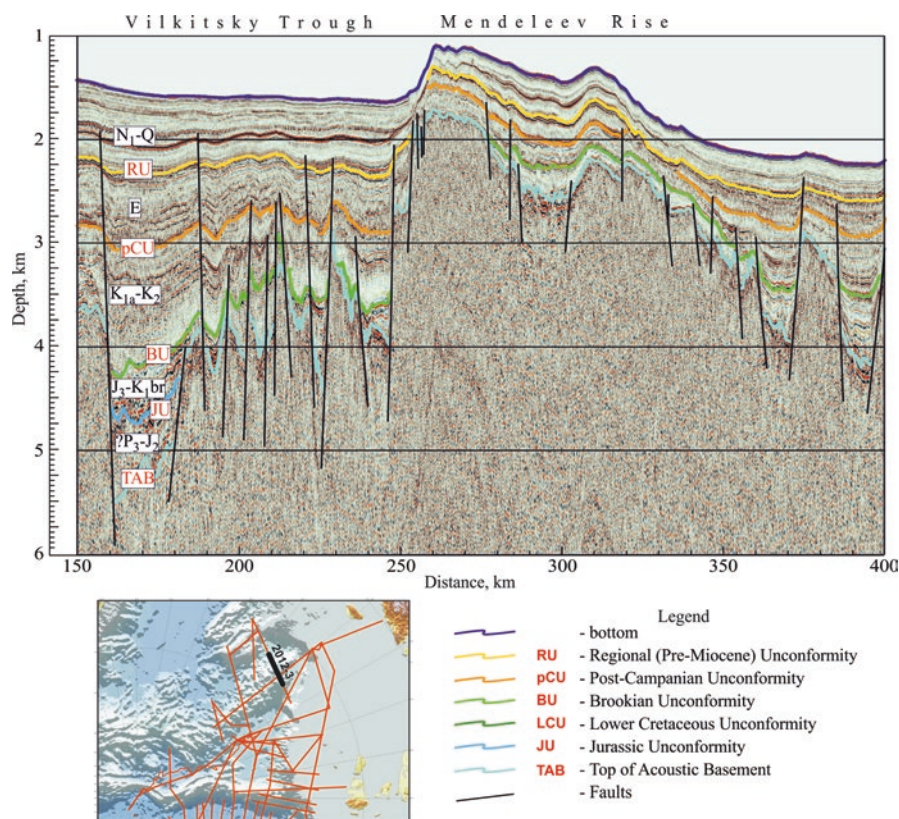 Vilkitsky Trough Mendeleev Rise
1
2
3
4
5
6
Depth, km
N₁-Q
RU
E
pCU
K₁ₐ-K₂
BU
J₃-K₁br
JU
?P₃-J₂
TAB
150 200 250 300 350 400
Distance, km
2012-3
Legend
- bottom
RU - Regional (Pre-Miocene) Unconformity
pCU - Post-Campanian Unconformity
BU - Brookian Unconformity
LCU - Lower Cretaceous Unconformity
JU - Jurassic Unconformity
TAB - Top of Acoustic Basement
- Faults